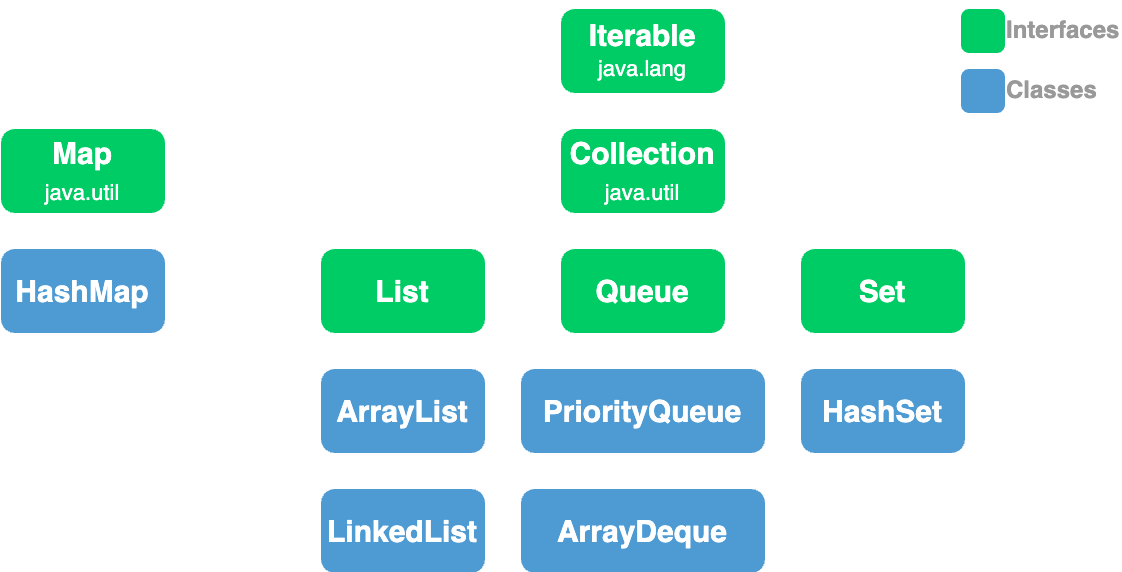 Iterable
java.lang
Interfaces
Classes
Map
java.util
Collection
java.util
HashMap
List
Queue
Set
ArrayList
PriorityQueue
HashSet
LinkedList
ArrayDeque